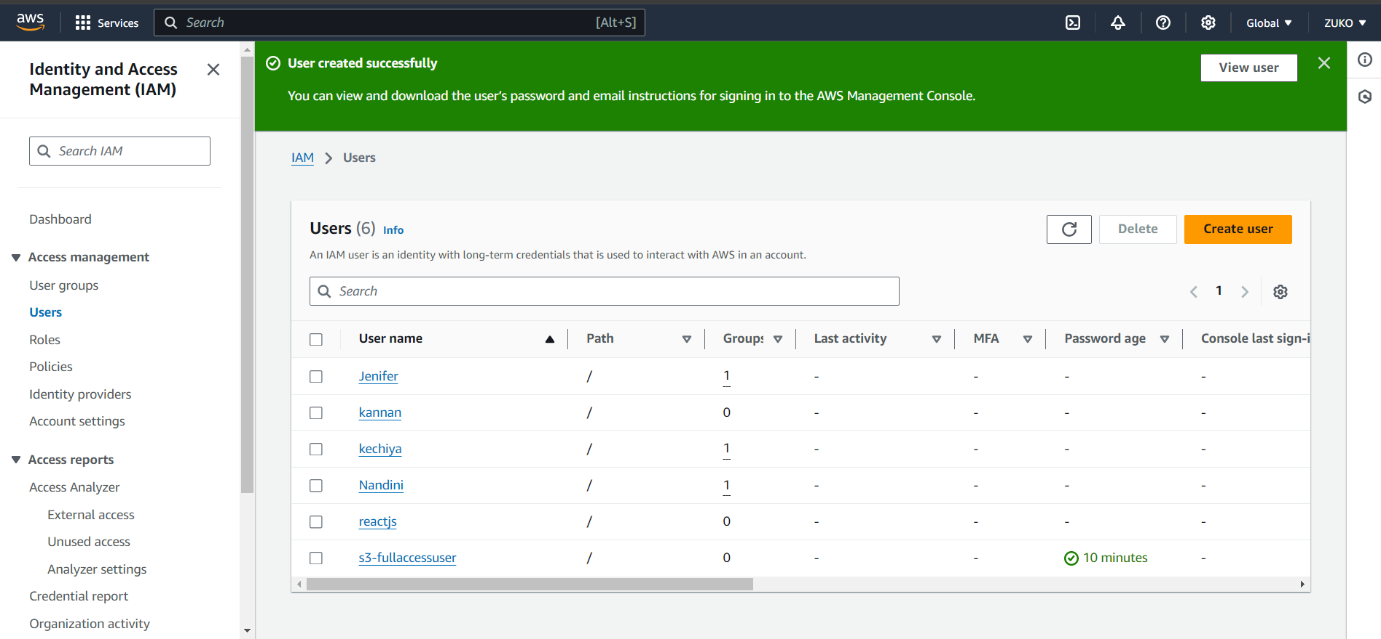 aws
Services
Search [Alt+S]
Global
ZUKO
Identity and Access
Management (IAM)
Search IAM
Dashboard
Access management
User groups
Users
Roles
Policies
Identity providers
Account settings
Access reports
Access Analyzer
External access
Unused access
Analyzer settings
Credential report
Organization activity
User created successfully
You can view and download the user's password and email instructions for signing in to the AWS Management Console.
View user
IAM > Users
Users (6) Info
An IAM user is an identity with long-term credentials that is used to interact with AWS in an account.
Delete
Create user
Search
1
User name Path Groups Last activity MFA Password age Console last sign-i
Jenifer / 1 - - - -
kannan / 0 - - - -
kechiya / 1 - - - -
Nandini / 1 - - - -
reactjs / 0 - - - -
s3-fullaccessuser / 0 - - 10 minutes -